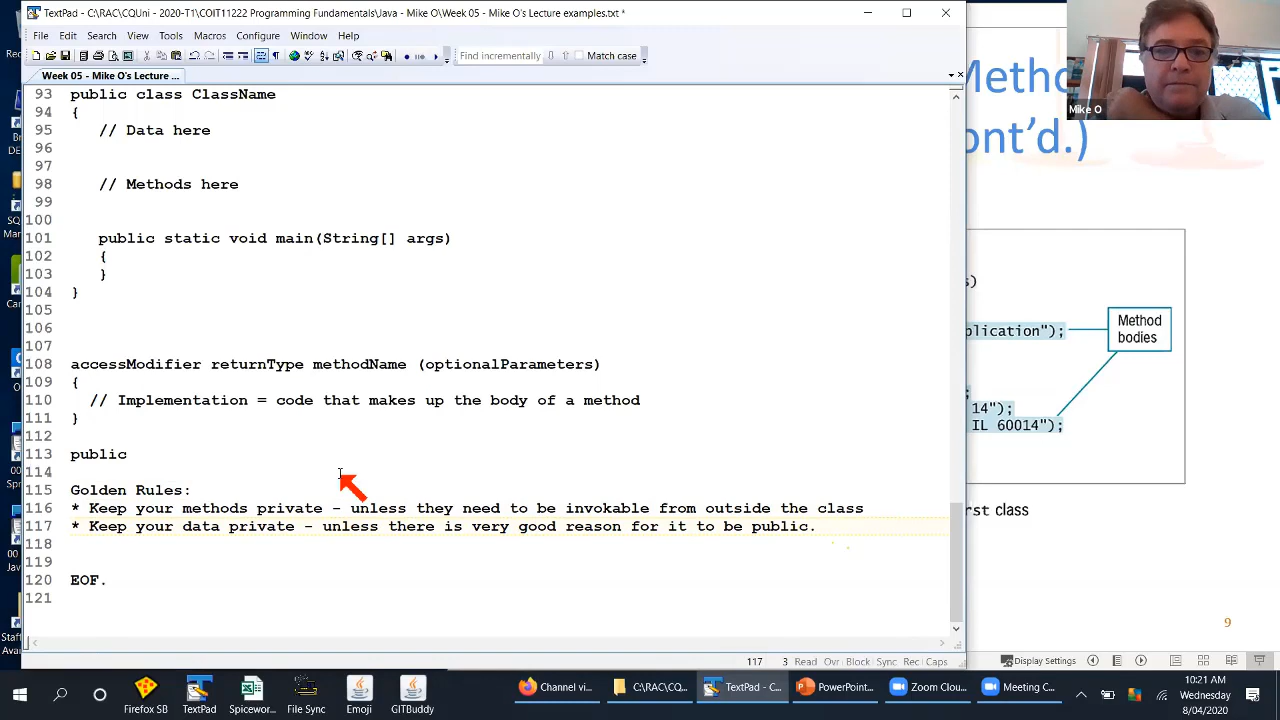 TextPad - C:\RAC\CQUni - 2020-T1\COIT11222 Programming Fundamentals\Java - Mike O\Week 05 - Mike O's Lecture examples.txt *
File Edit Search View Tools Macros Configure Window Help
Find incrementally Match case
Week 05 - Mike O's Lecture ...
93 public class ClassName
94 {
95 // Data here
96
97
98 // Methods here
99
100
101 public static void main(String[] args)
102 {
103 }
104 }
105
106
107
108 accessModifier returnType methodName (optionalParameters)
109 {
110 // Implementation = code that makes up the body of a method
111 }
112
113 public
114
115 Golden Rules:
116 * Keep your methods private - unless they need to be invokable from outside the class
117 * Keep your data private - unless there is very good reason for it to be public.
118
119
120 EOF.
121
117 3 Read Ovr Block Sync Rec Caps
Mike O
ont'd.)
s)
plication");
Method
bodies
;
14");
IL 60014");
rst class
9
Display Settings
Firefox SB TextPad Spicewor... File Sync Emoji GITBuddy
Channel vi... C:\RAC\CQ... TextPad - C... PowerPoint... Zoom Clou... Meeting C...
10:21 AM
Wednesday
8/04/2020